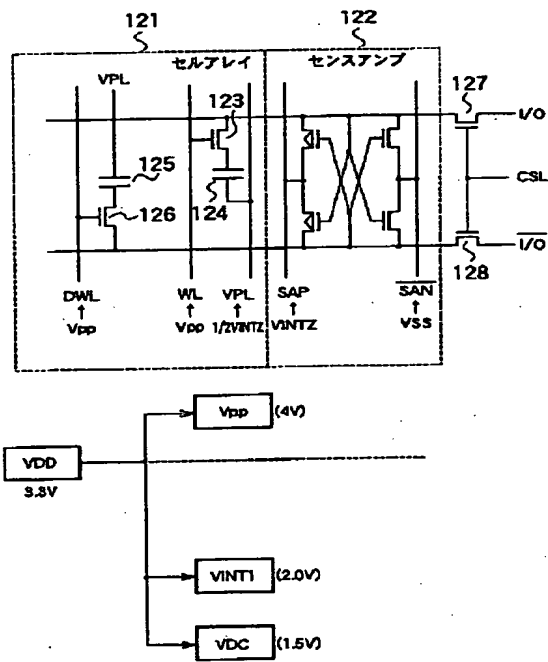 121
122
セルアレイ
センスアンプ
127
VPL
123
I/O
125
CSL
124
126
I/O
128
DWL
WL
VPL
SAP
SAN
↑
↑
↑
↑
↑
Vpp
Vpp
1/2VINTZ
VINTZ
VSS
Vpp
(4V)
VDD
3.3V
VINT1
(2.0V)
VDC
(1.5V)